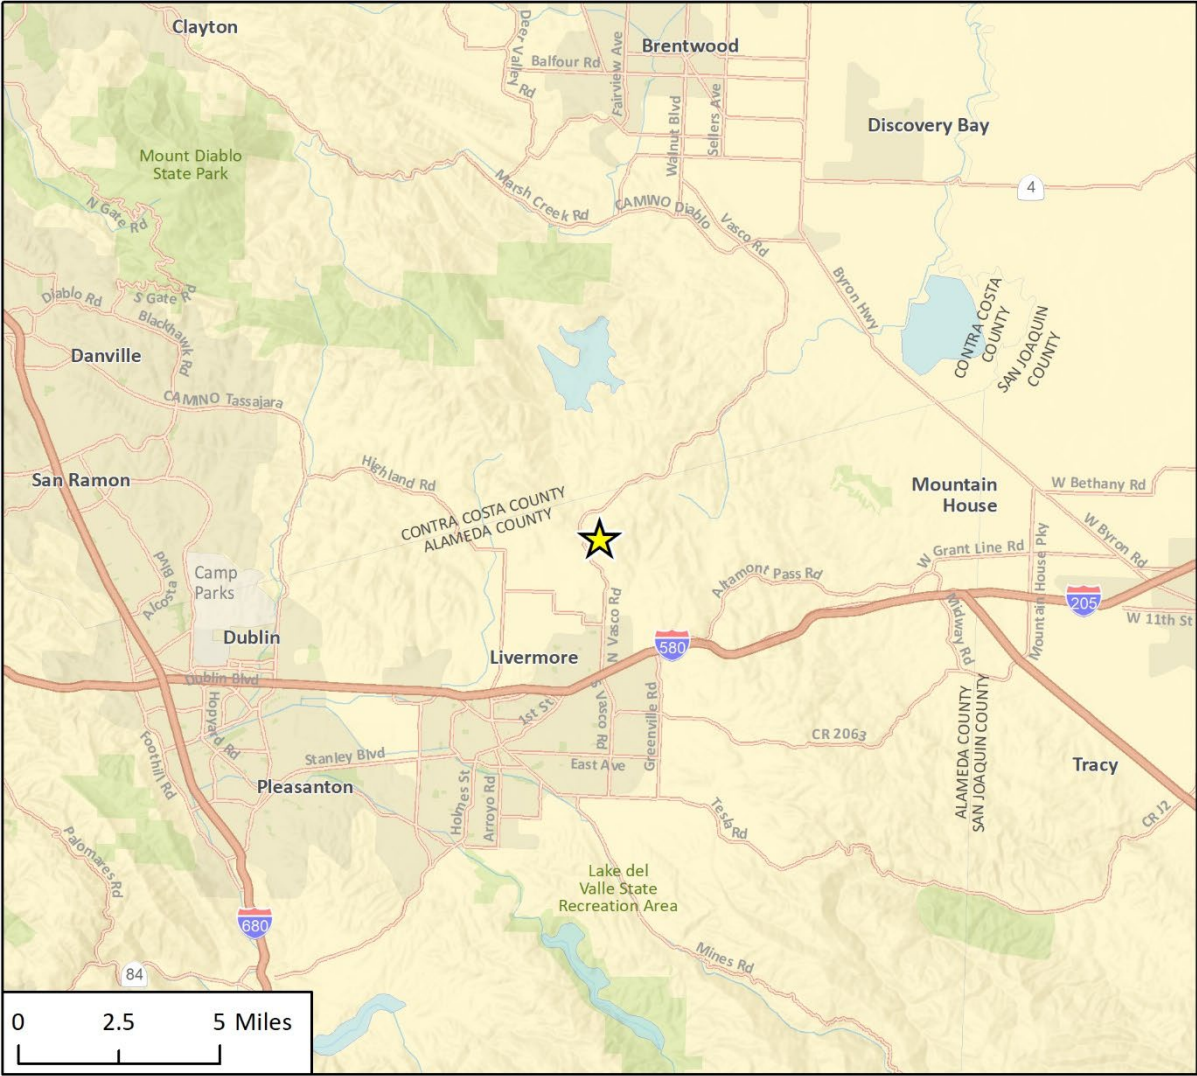 Clayton
Deer Valley Rd
Balfour Rd
Fairview Ave
Brentwood
Walnut Blvd
Sellers Ave
Discovery Bay
4
Mount Diablo
State Park
N Gate Rd
Marsh Creek Rd
CAMINO Diablo
Vasco Rd
Byron Hwy
CONTRA COSTA
COUNTY
SAN JOAQUIN
COUNTY
Diablo Rd
S Gate Rd
Blackhawk Rd
Danville
CAMINO Tassajara
San Ramon
Highland Rd
CONTRA COSTA COUNTY
ALAMEDA COUNTY
Mountain
House
W Bethany Rd
W Byron Rd
W Grant Line Rd
Mountain House Pky
Altamont Pass Rd
205
W 11th St
Midway Rd
Alcosta Blvd
Camp
Parks
Dublin
Dublin Blvd
Livermore
N Vasco Rd
580
1st St
S Vasco Rd
Greenville Rd
Hopyard Rd
Foothill Rd
Stanley Blvd
East Ave
CR 2063
ALAMEDA COUNTY
SAN JOAQUIN COUNTY
Tracy
Pleasanton
Holmes St
Arroyo Rd
Tesla Rd
CR J2
Palomares Rd
Lake del
Valle State
Recreation Area
680
Mines Rd
84
0 2.5 5 Miles